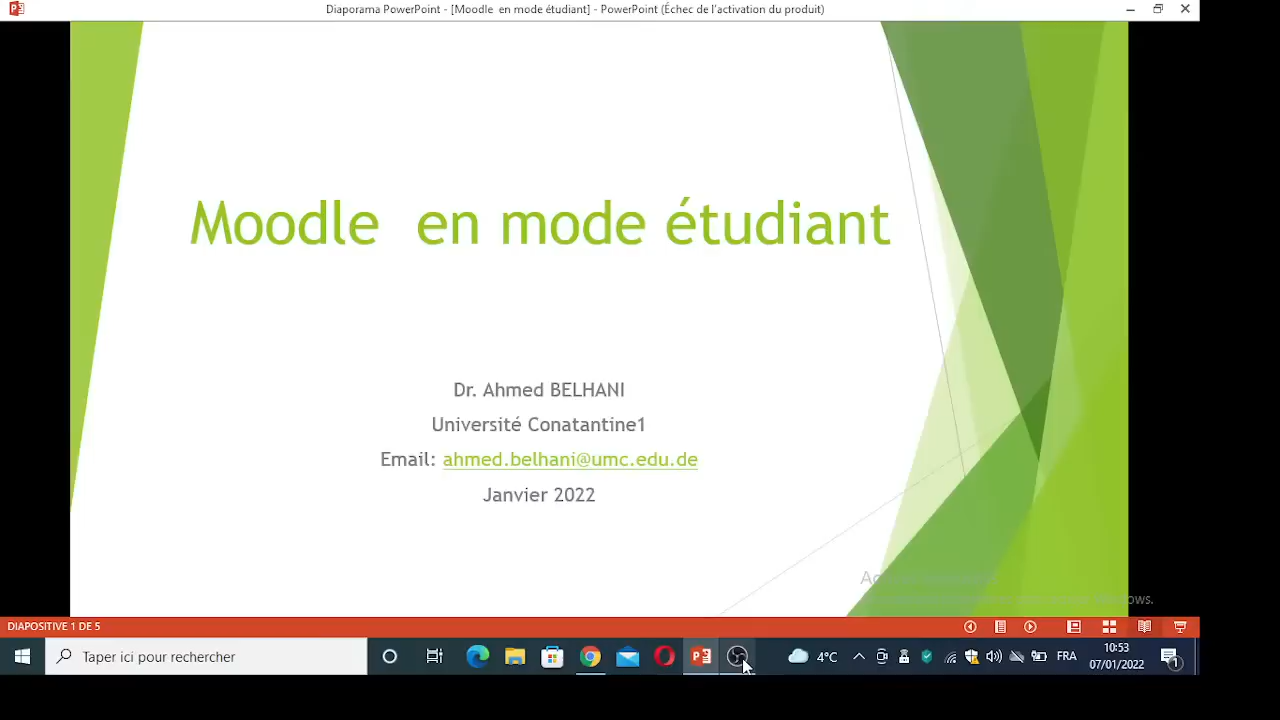 Diaporama PowerPoint - [Moodle  en mode étudiant] - PowerPoint (Échec de l'activation du produit)
Moodle  en mode étudiant
Dr. Ahmed BELHANI
Université Conatantine1
Email: ahmed.belhani@umc.edu.de
Janvier 2022
DIAPOSITIVE 1 DE 5
Taper ici pour rechercher
4°C
FRA
10:53
07/01/2022
1